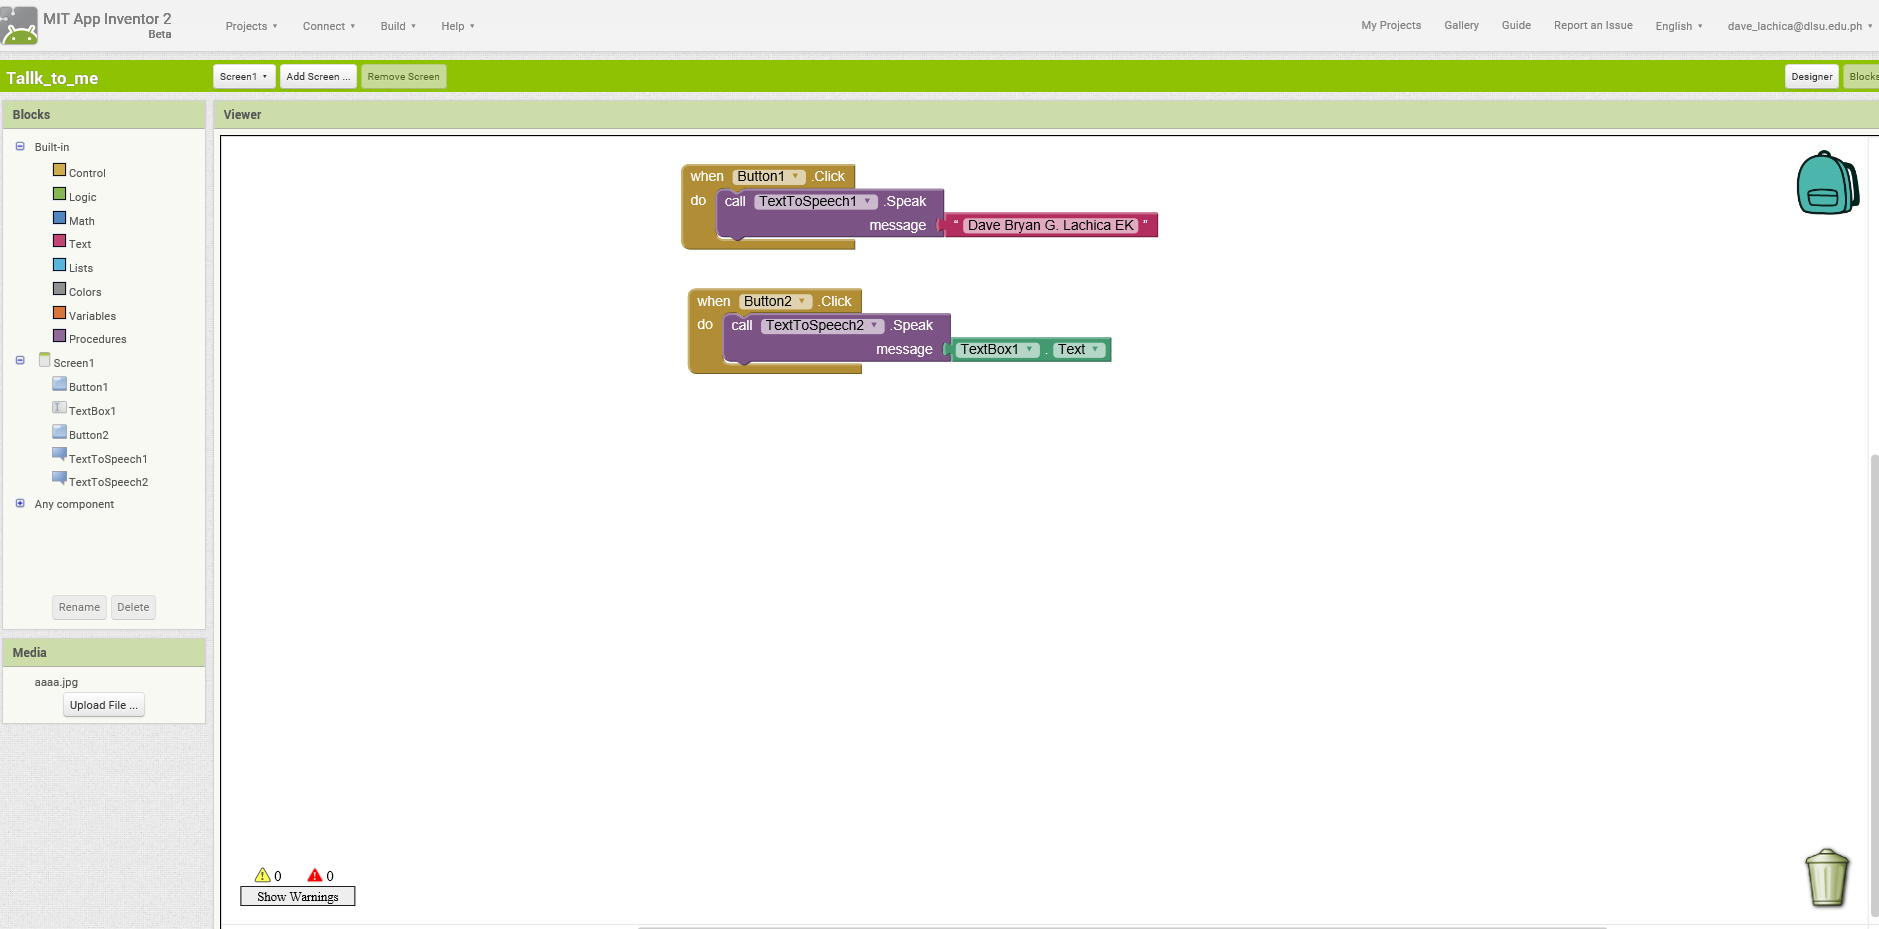 MIT App Inventor 2
Beta
Projects Connect Build Help
My Projects Gallery Guide Report an Issue English dave_lachica@dlsu.edu.ph
Tallk_to_me
Screen1 Add Screen ... Remove Screen
Designer Blocks
Blocks
Viewer
Built-in
Control
Logic
Math
Text
Lists
Colors
Variables
Procedures
Screen1
Button1
TextBox1
Button2
TextToSpeech1
TextToSpeech2
Any component
Rename Delete
Media
aaaa.jpg
Upload File ...
when Button1 .Click
do call TextToSpeech1 .Speak
message “ Dave Bryan G. Lachica EK ”
when Button2 .Click
do call TextToSpeech2 .Speak
message TextBox1 . Text
0 0
Show Warnings